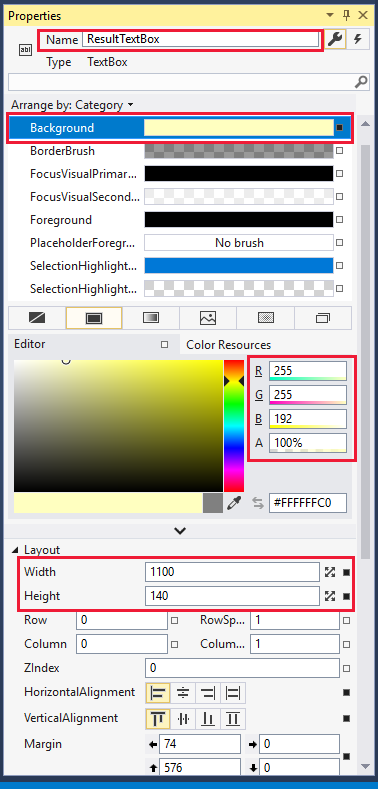 Properties
abl Name ResultTextBox
Type TextBox
Arrange by: Category
Background
BorderBrush
FocusVisualPrimar...
FocusVisualSecond...
Foreground
PlaceholderForegr... No brush
SelectionHighlight...
SelectionHighlight...
Editor Color Resources
R 255
G 255
B 192
A 100%
#FFFFFFC0
Layout
Width 1100
Height 140
Row 0 RowSp... 1
Column 0 Colum... 1
ZIndex 0
HorizontalAlignment
VerticalAlignment
Margin 74 0
576 0